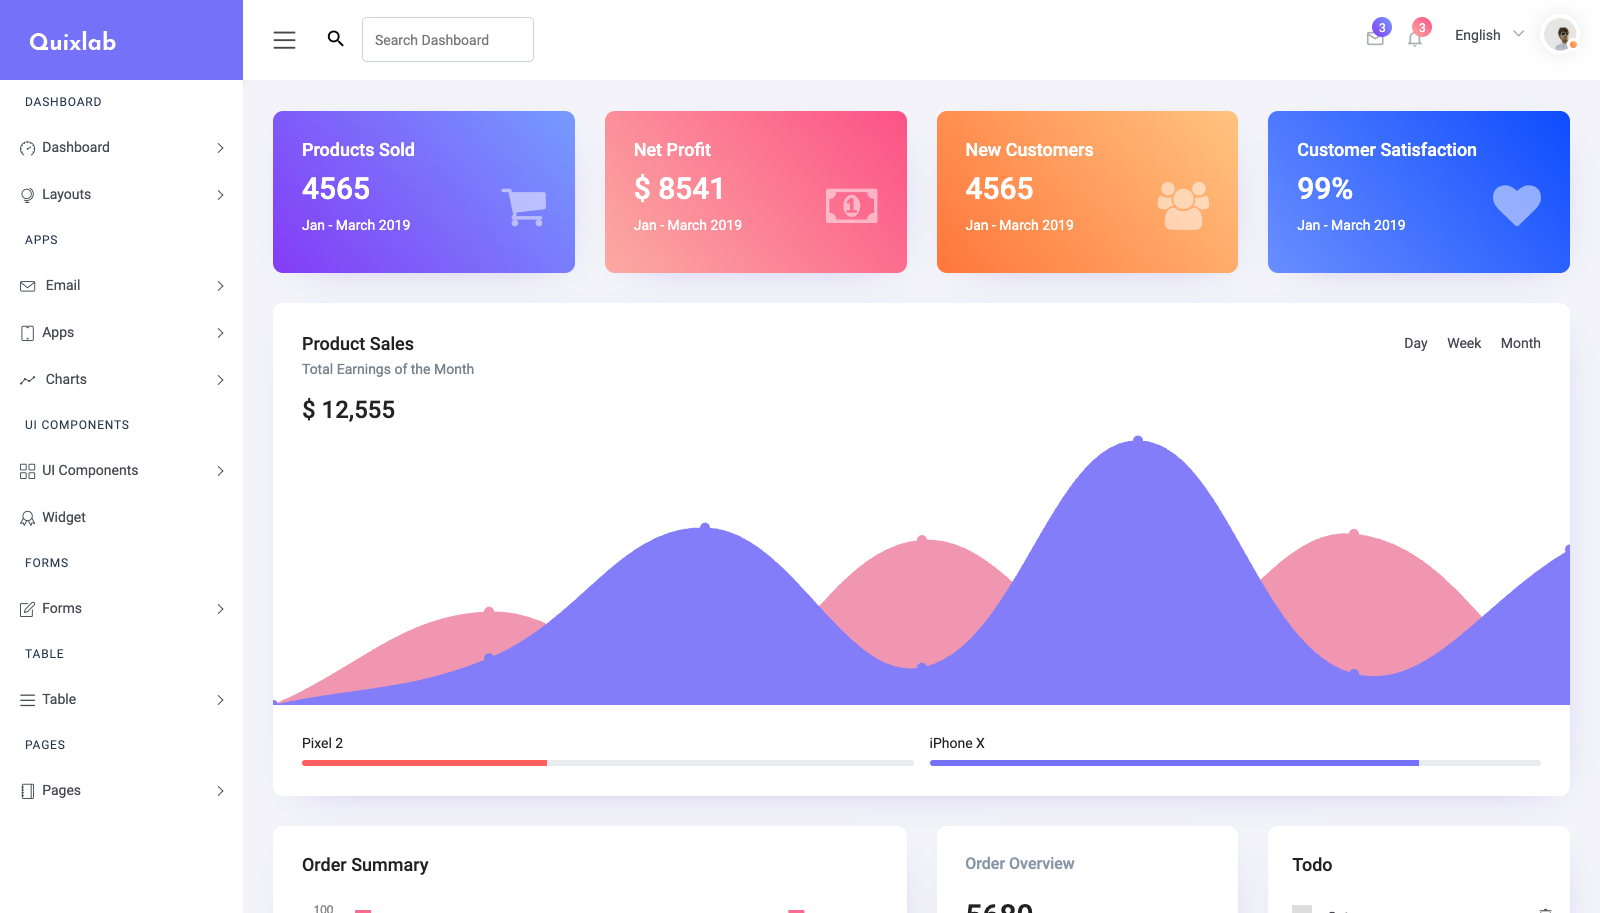 Quixlab
Search Dashboard
3
3
English
DASHBOARD
Dashboard
Layouts
APPS
Email
Apps
Charts
UI COMPONENTS
UI Components
Widget
FORMS
Forms
TABLE
Table
PAGES
Pages
Products Sold
4565
Jan - March 2019
Net Profit
$ 8541
Jan - March 2019
1
New Customers
4565
Jan - March 2019
Customer Satisfaction
99%
Jan - March 2019
Product Sales
Day Week Month
Total Earnings of the Month
$ 12,555
Pixel 2
iPhone X
Order Summary
100
Order Overview
5680
Todo